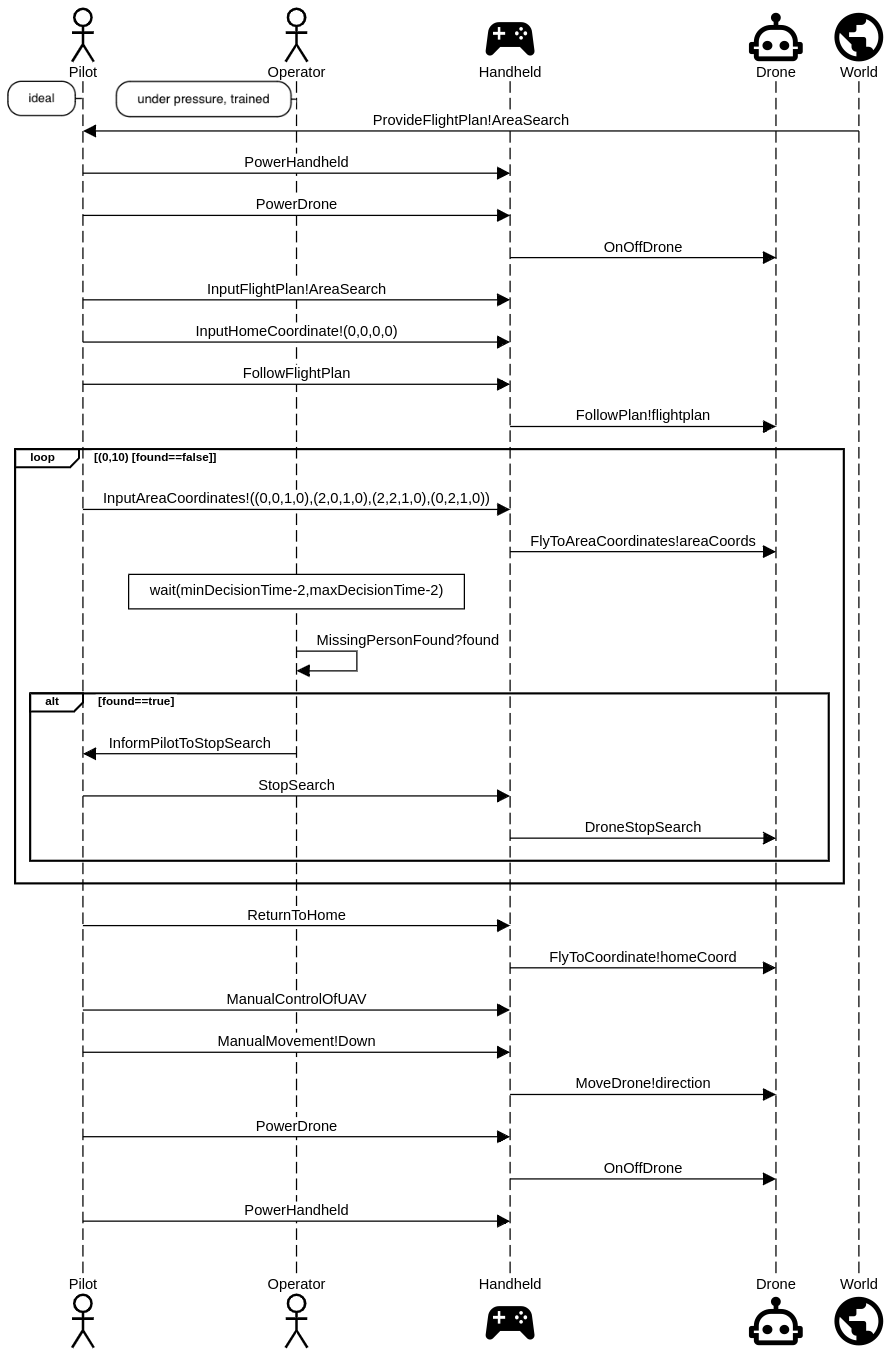 Pilot
Operator
Handheld
Drone
World
ideal
under pressure, trained
ProvideFlightPlan!AreaSearch
PowerHandheld
PowerDrone
OnOffDrone
InputFlightPlan!AreaSearch
InputHomeCoordinate!(0,0,0,0)
FollowFlightPlan
FollowPlan!flightplan
loop
[(0,10) [found==false]]
InputAreaCoordinates!((0,0,1,0),(2,0,1,0),(2,2,1,0),(0,2,1,0))
FlyToAreaCoordinates!areaCoords
wait(minDecisionTime-2,maxDecisionTime-2)
MissingPersonFound?found
alt
[found==true]
InformPilotToStopSearch
StopSearch
DroneStopSearch
ReturnToHome
FlyToCoordinate!homeCoord
ManualControlOfUAV
ManualMovement!Down
MoveDrone!direction
PowerDrone
OnOffDrone
PowerHandheld
Pilot
Operator
Handheld
Drone
World